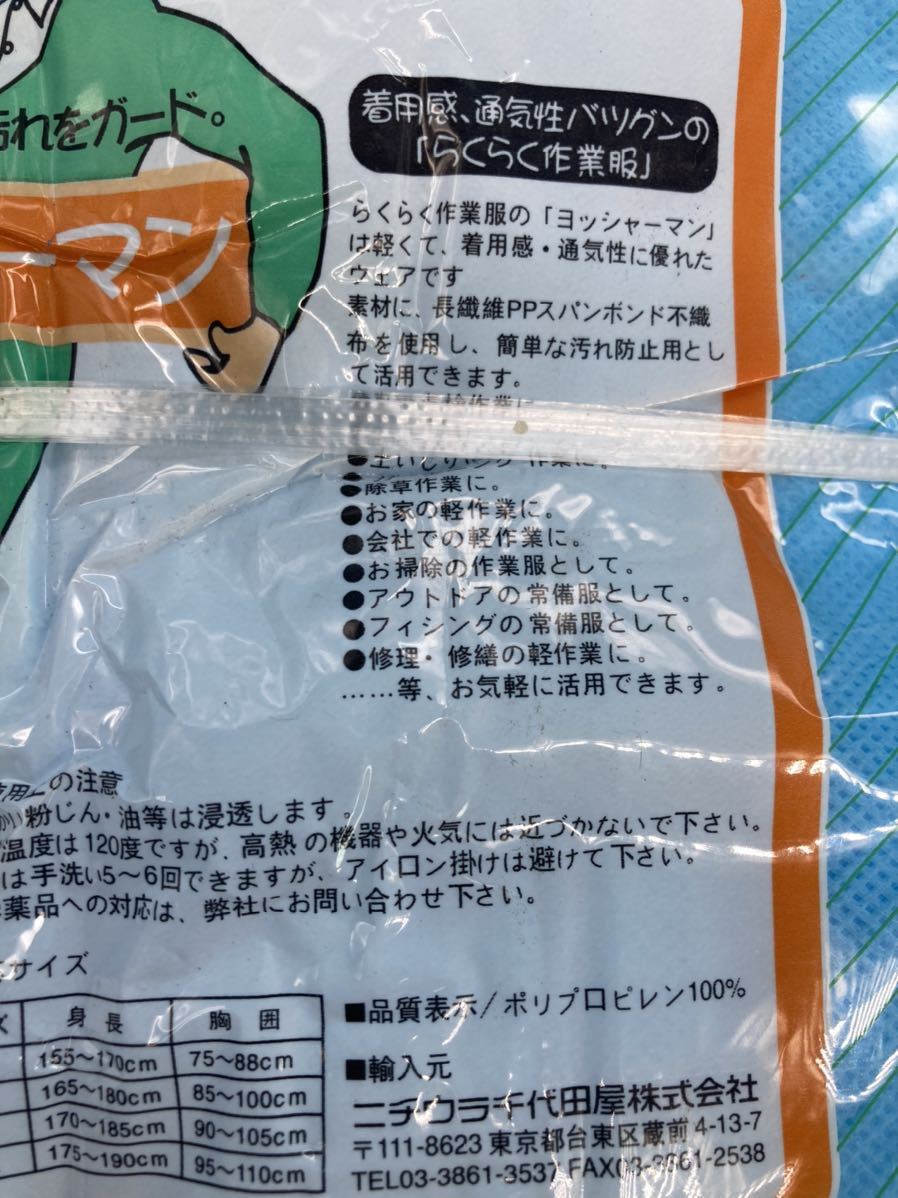 汚れをガード。
ーマン
着用感、通気性バツグンの
「らくらく作業服」
らくらく作業服の「ヨッシャーマン」
は軽くて、着用感・通気性に優れた
ウェアです
素材に、長繊維PPスパンボンド不織
布を使用し、簡単な汚れ防止用とし
て活用できます。
作業に。
●除草作業に。
●お家の軽作業に。
●会社での軽作業に。
●お掃除の作業服として。
●アウトドアの常備服として。
●フィシングの常備服として。
●修理・修繕の軽作業に。
……等、お気軽に活用できます。
用上の注意
粉じん・油等は浸透します。
温度は120度ですが、高熱の機器や火気には近づかないで下さい。
は手洗い5〜6回できますが、アイロン掛けは避けて下さい。
薬品への対応は、弊社にお問い合わせ下さい。
サイズ
身長 胸囲
155〜170cm 75〜88cm
165〜180cm 85〜100cm
170〜185cm 90〜105cm
175〜190cm 95〜110cm
■品質表示/ポリプロピレン100%
■輸入元
ニチワラ千代田屋株式会社
〒111-8623 東京都台東区蔵前4-13-7
TEL03-3861-3537 FAX03-3861-2538